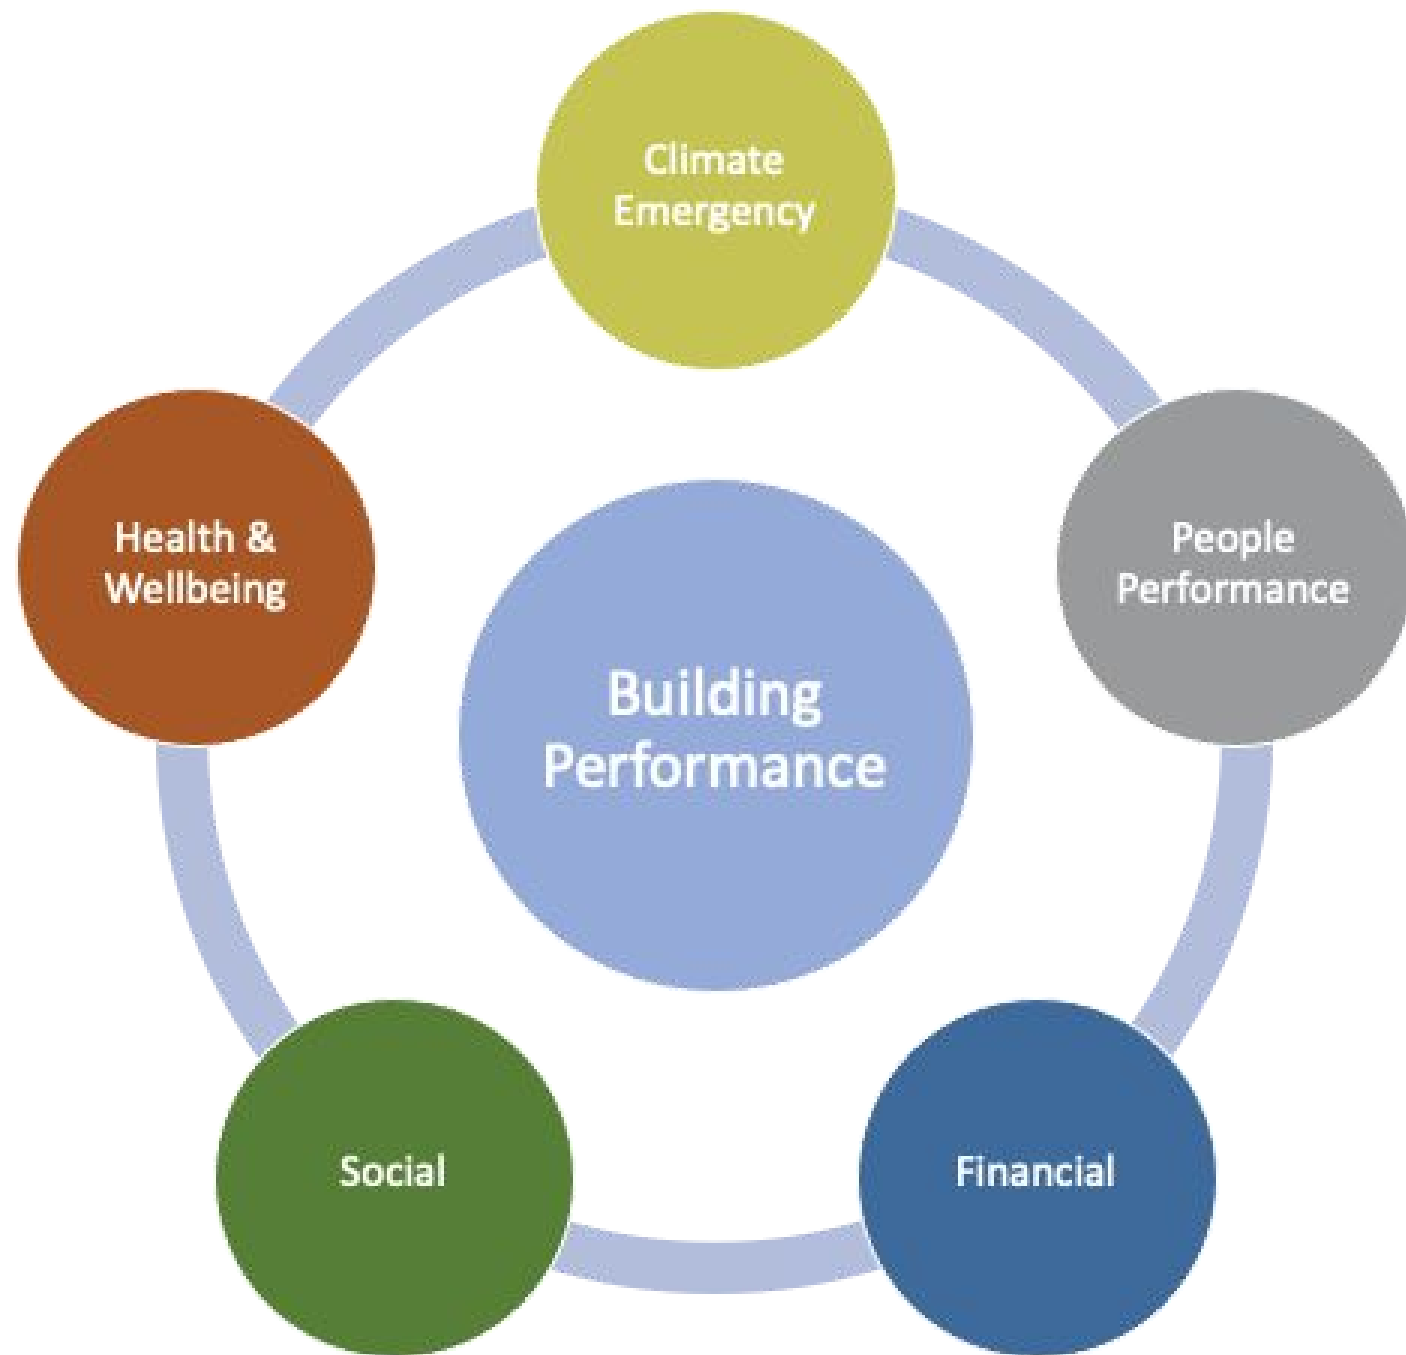 Climate
Emergency
People
Performance
Financial
Social
Health &
Wellbeing
Building
Performance